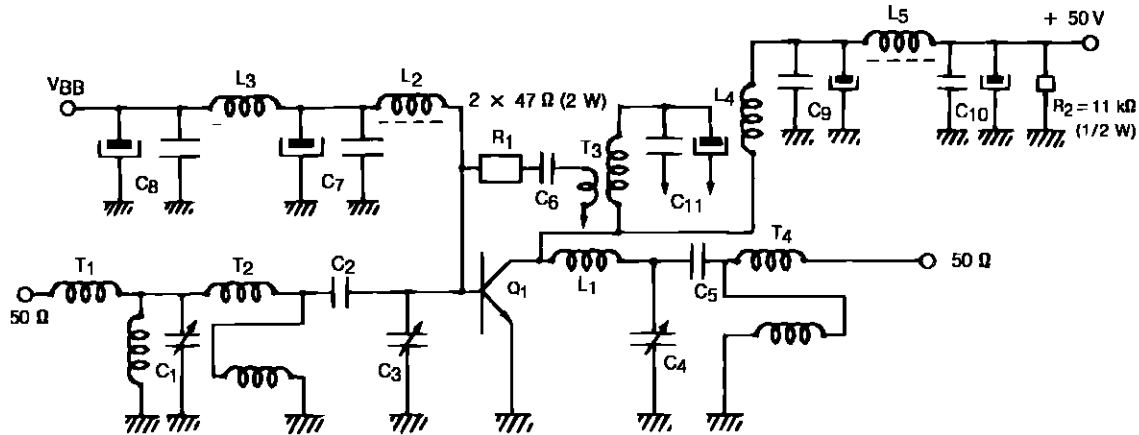 L5
+ 50 V
VBB
L3
L2
2 × 47 Ω (2 W)
L4
C9
C10
R2 = 11 kΩ
(1/2 W)
R1
T3
C8
C7
C6
C11
T1
T2
C2
Q1
L1
C5
T4
50 Ω
50 Ω
C1
C3
C4